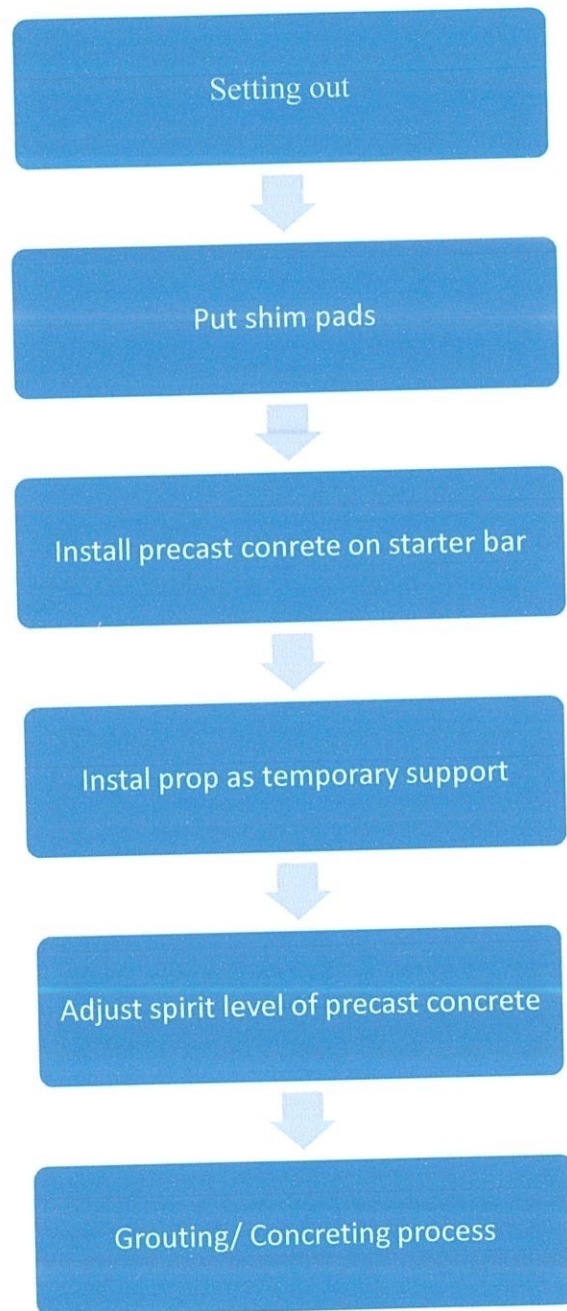 Setting out
Put shim pads
Install precast conrete on starter bar
Instal prop as temporary support
Adjust spirit level of precast concrete
Grouting/ Concreting process